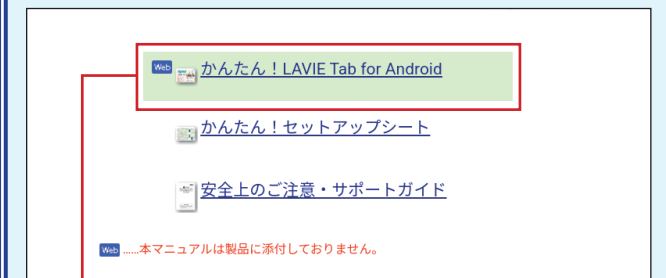 Web かんたん！LAVIE Tab for Android
かんたん！セットアップシート
安全上のご注意・サポートガイド
Web ......本マニュアルは製品に添付しておりません。